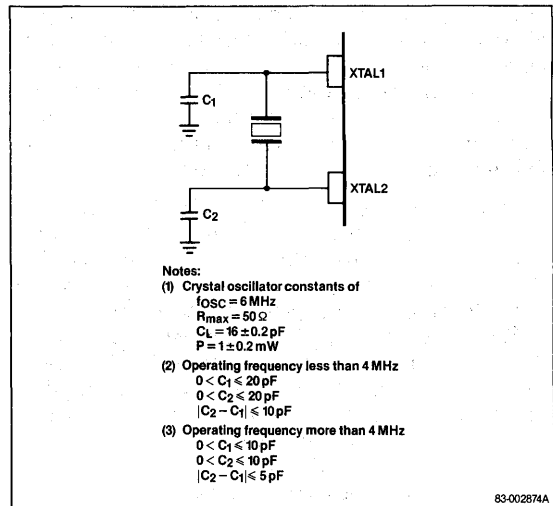 XTAL1
C1
XTAL2
C2
Notes:
(1) Crystal oscillator constants of
fOSC = 6 MHz
Rmax = 50 Ω
CL = 16 ± 0.2 pF
P = 1 ± 0.2 mW
(2) Operating frequency less than 4 MHz
0 < C1 ⩽ 20 pF
0 < C2 ⩽ 20 pF
|C2 – C1| ⩽ 10 pF
(3) Operating frequency more than 4 MHz
0 < C1 ⩽ 10 pF
0 < C2 ⩽ 10 pF
|C2 – C1| ⩽ 5 pF
83-002874A